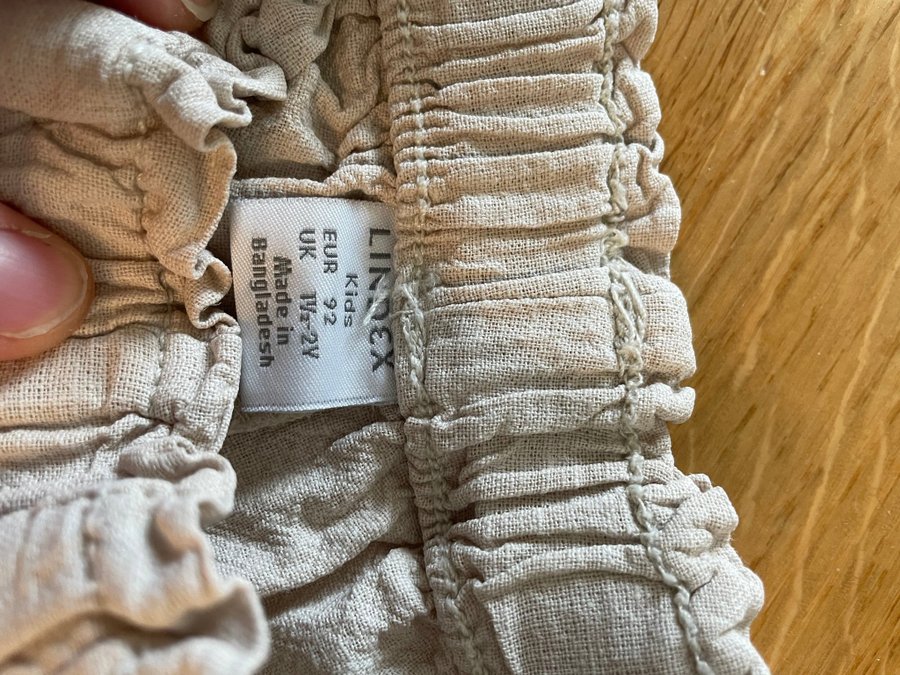 LINDEX
Kids
EUR 92
UK 1½-2Y
Made in
Bangladesh